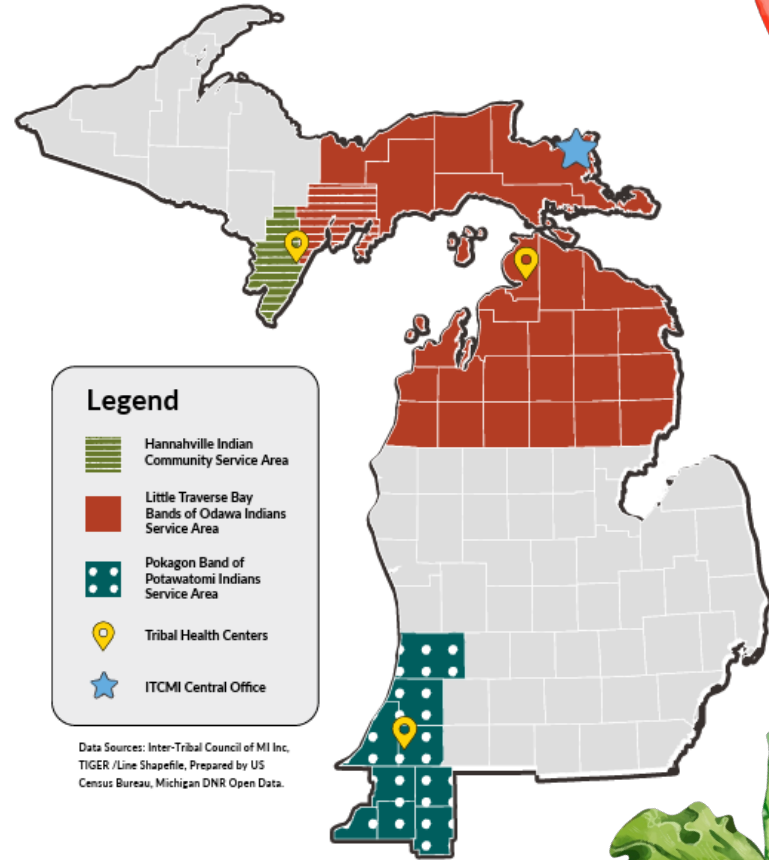 Legend
Hannahville Indian
Community Service Area
Little Traverse Bay
Bands of Odawa Indians
Service Area
Pokagon Band of
Potawatomi Indians
Service Area
Tribal Health Centers
ITCMI Central Office
Data Sources: Inter-Tribal Council of MI Inc,
TIGER /Line Shapefile, Prepared by US
Census Bureau, Michigan DNR Open Data.